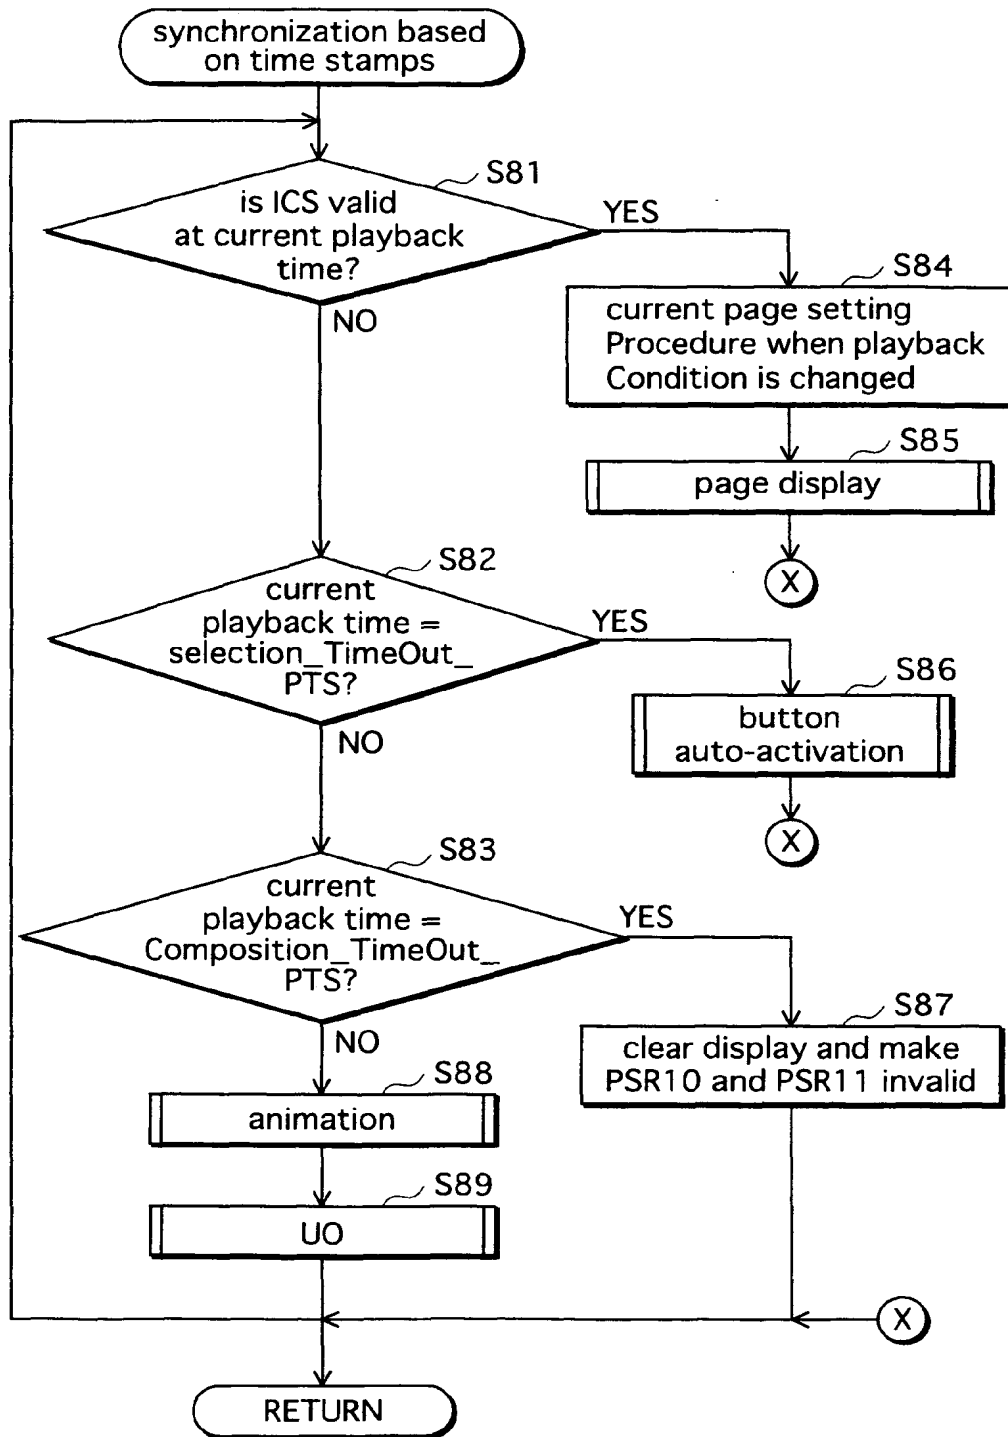 synchronization based
on time stamps
S81
is ICS valid
at current playback
time?
YES
NO
S84
current page setting
Procedure when playback
Condition is changed
S85
page display
X
S82
current
playback time =
selection_TimeOut_
PTS?
YES
NO
S86
button
auto-activation
X
S83
current
playback time =
Composition_TimeOut_
PTS?
YES
NO
S87
clear display and make
PSR10 and PSR11 invalid
S88
animation
S89
UO
X
RETURN